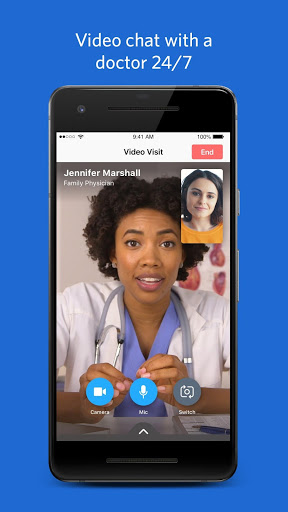 Video chat with a
doctor 24/7
9:41 AM
100%
Video Visit
End
Jennifer Marshall
Family Physician
Camera
Mic
Switch